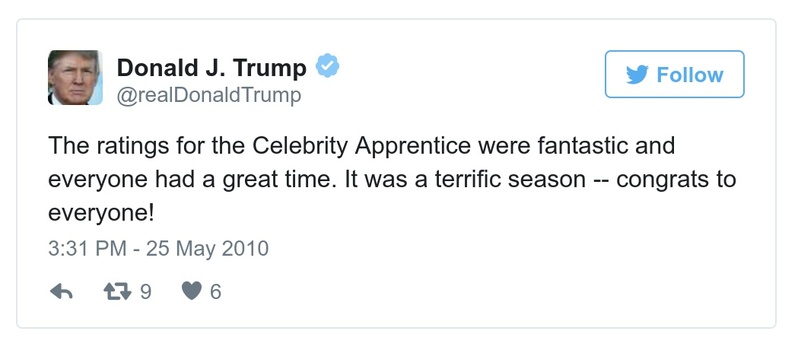 Donald J. Trump
@realDonaldTrump
Follow
The ratings for the Celebrity Apprentice were fantastic and
everyone had a great time. It was a terrific season -- congrats to
everyone!
3:31 PM - 25 May 2010
9
6